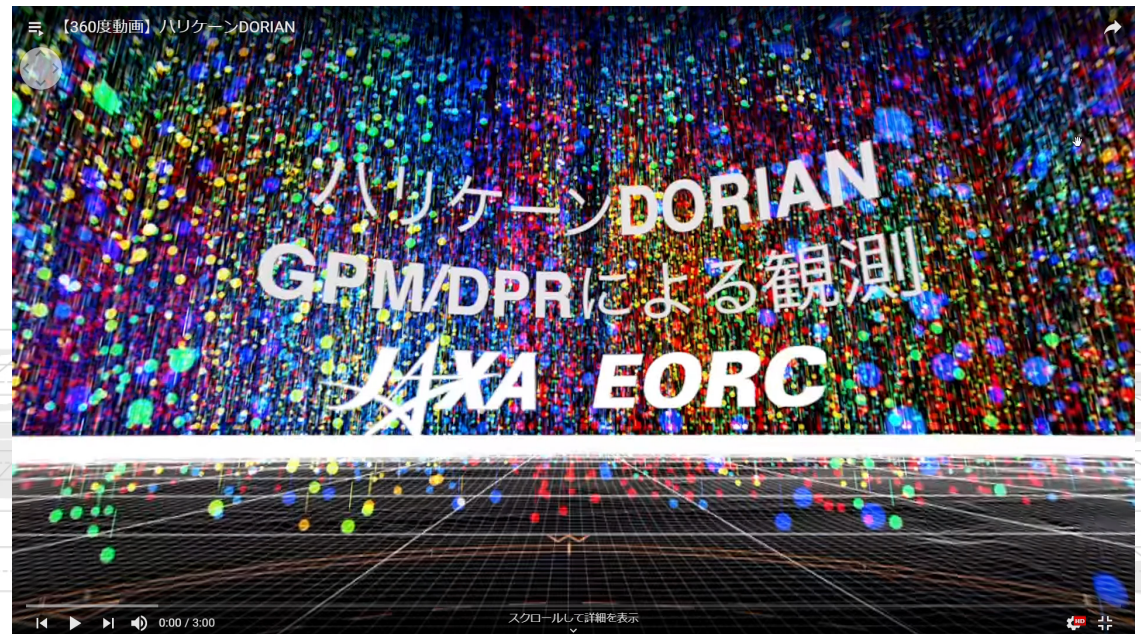 【360度動画】ハリケーンDORIAN
ハリケーンDORIAN
GPM/DPRによる観測
JAXA EORC
W
スクロールして詳細を表示
0:00 / 3:00
HD